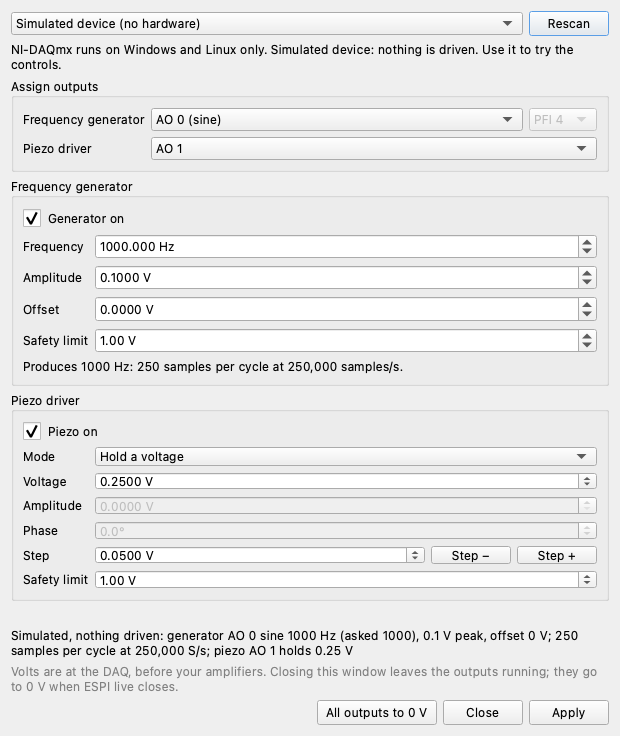 Simulated device (no hardware)
Rescan
NI-DAQmx runs on Windows and Linux only. Simulated device: nothing is driven. Use it to try the
controls.
Assign outputs
Frequency generator AO 0 (sine) PFI 4
Piezo driver AO 1
Frequency generator
Generator on
Frequency 1000.000 Hz
Amplitude 0.1000 V
Offset 0.0000 V
Safety limit 1.00 V
Produces 1000 Hz: 250 samples per cycle at 250,000 samples/s.
Piezo driver
Piezo on
Mode Hold a voltage
Voltage 0.2500 V
Amplitude 0.0000 V
Phase 0.0°
Step 0.0500 V Step – Step +
Safety limit 1.00 V
Simulated, nothing driven: generator AO 0 sine 1000 Hz (asked 1000), 0.1 V peak, offset 0 V; 250
samples per cycle at 250,000 S/s; piezo AO 1 holds 0.25 V
Volts are at the DAQ, before your amplifiers. Closing this window leaves the outputs running; they go
to 0 V when ESPI live closes.
All outputs to 0 V Close Apply